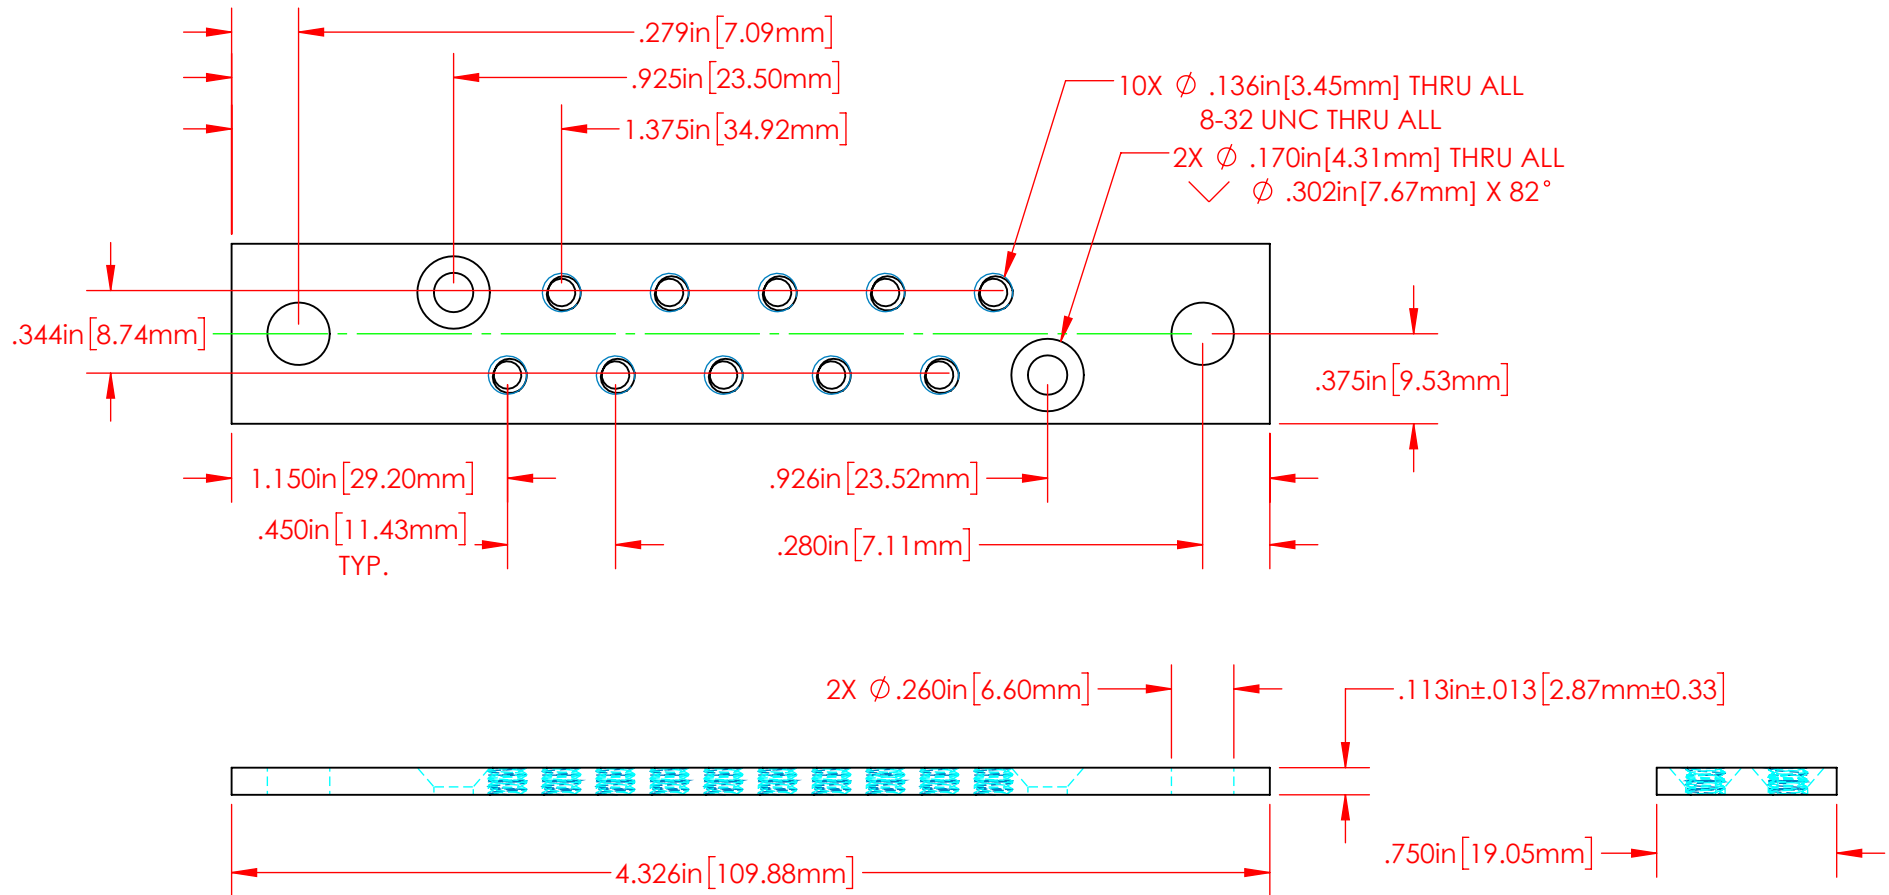 .279in[7.09mm]
.925in[23.50mm]
1.375in[34.92mm]
10X ∅ .136in[3.45mm] THRU ALL
8-32 UNC THRU ALL
2X ∅ .170in[4.31mm] THRU ALL
⌵ ∅ .302in[7.67mm] X 82°
.344in[8.74mm]
.375in[9.53mm]
1.150in[29.20mm]
.926in[23.52mm]
.450in[11.43mm]
TYP.
.280in[7.11mm]
2X ∅.260in[6.60mm]
.113in±.013[2.87mm±0.33]
.750in[19.05mm]
4.326in[109.88mm]